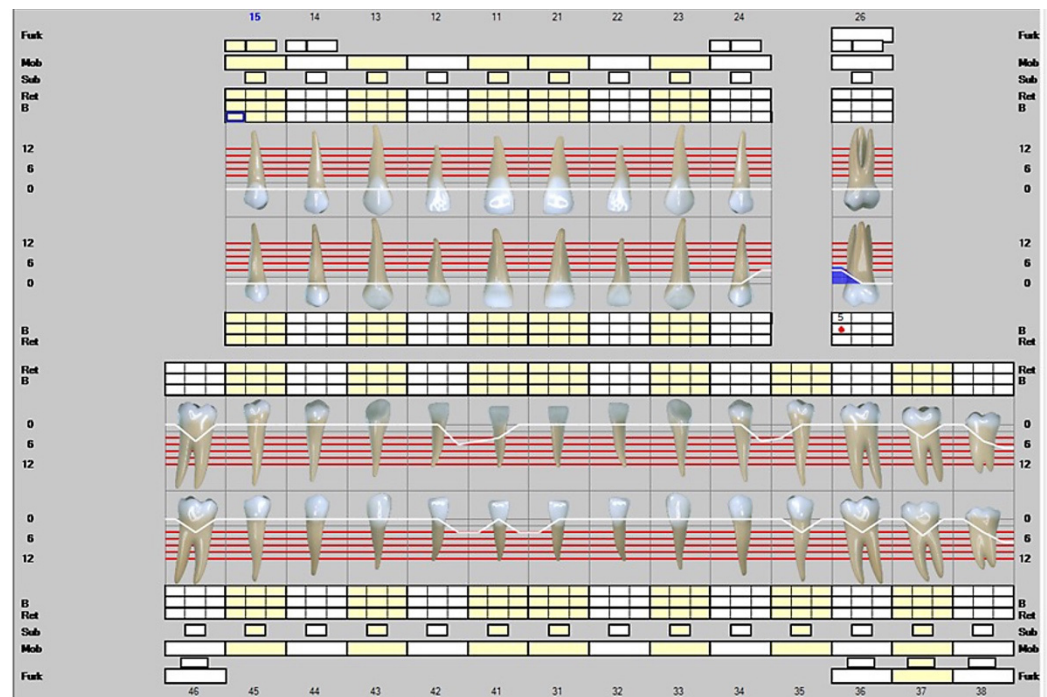 15 14 13 12 11 21 22 23 24 26
Furk Furk
Mob Mob
Sub Sub
Ret Ret
B B
12 12
6 6
0 0
12 12
6 6
0 0
5
B B
Ret Ret
Ret Ret
B B
0 0
6 6
12 12
0 0
6 6
12 12
B B
Ret Ret
Sub Sub
Mob Mob
Furk Furk
46 45 44 43 42 41 31 32 33 34 35 36 37 38